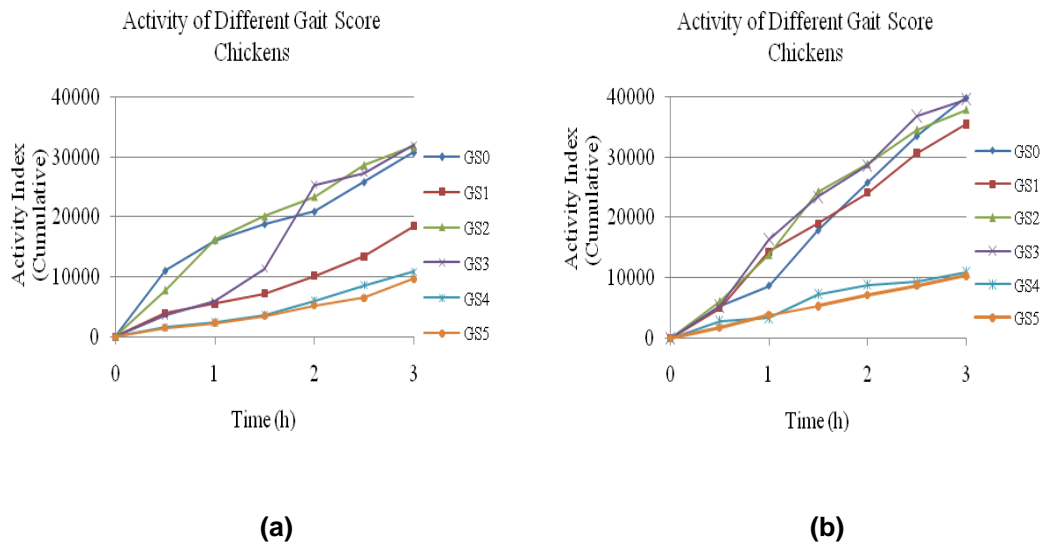 Activity of Different Gait Score
Chickens
40000
30000
20000
10000
0
Activity Index
(Cumulative)
0 1 2 3
Time (h)
GS0
GS1
GS2
GS3
GS4
GS5
(a)
Activity of Different Gait Score
Chickens
40000
30000
20000
10000
0
Activity Index
(Cumulative)
0 1 2 3
Time (h)
GS0
GS1
GS2
GS3
GS4
GS5
(b)